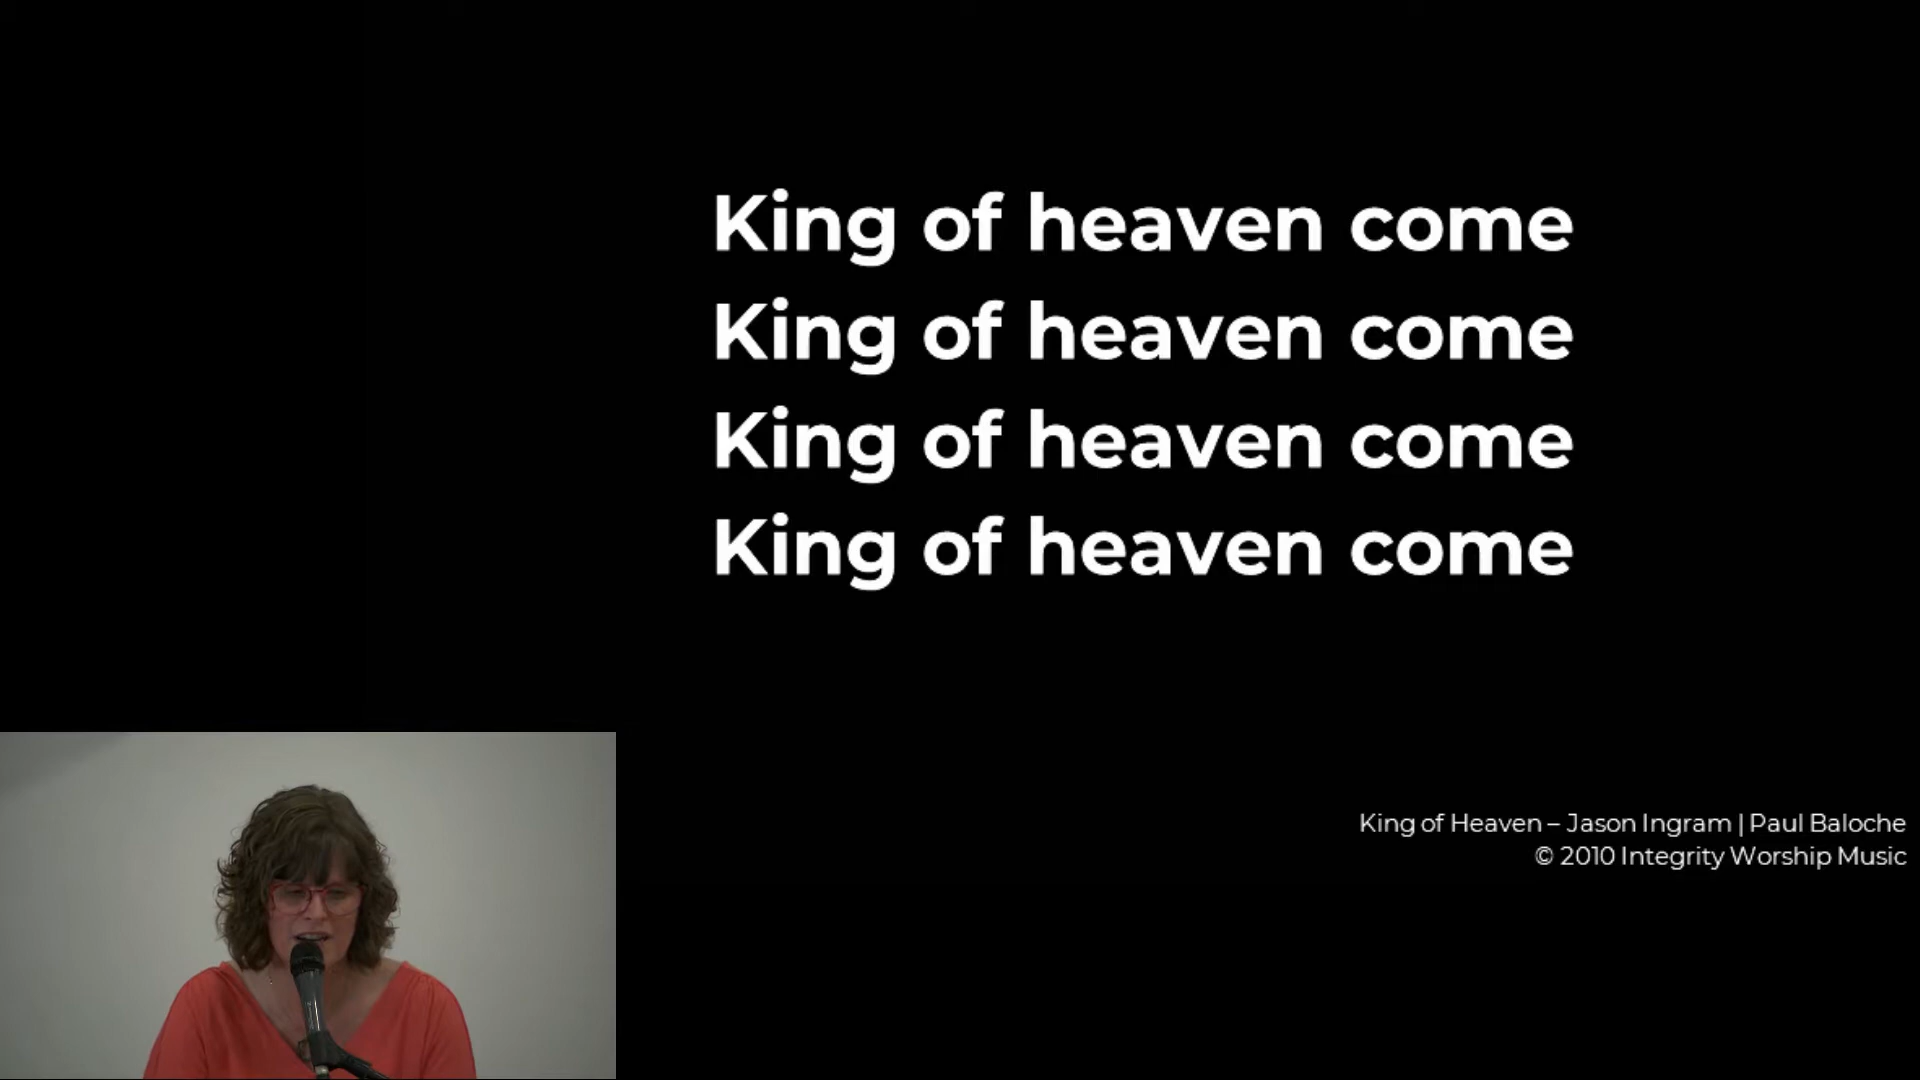 King of heaven come
King of heaven come
King of heaven come
King of heaven come
King of Heaven – Jason Ingram | Paul Baloche
© 2010 Integrity Worship Music